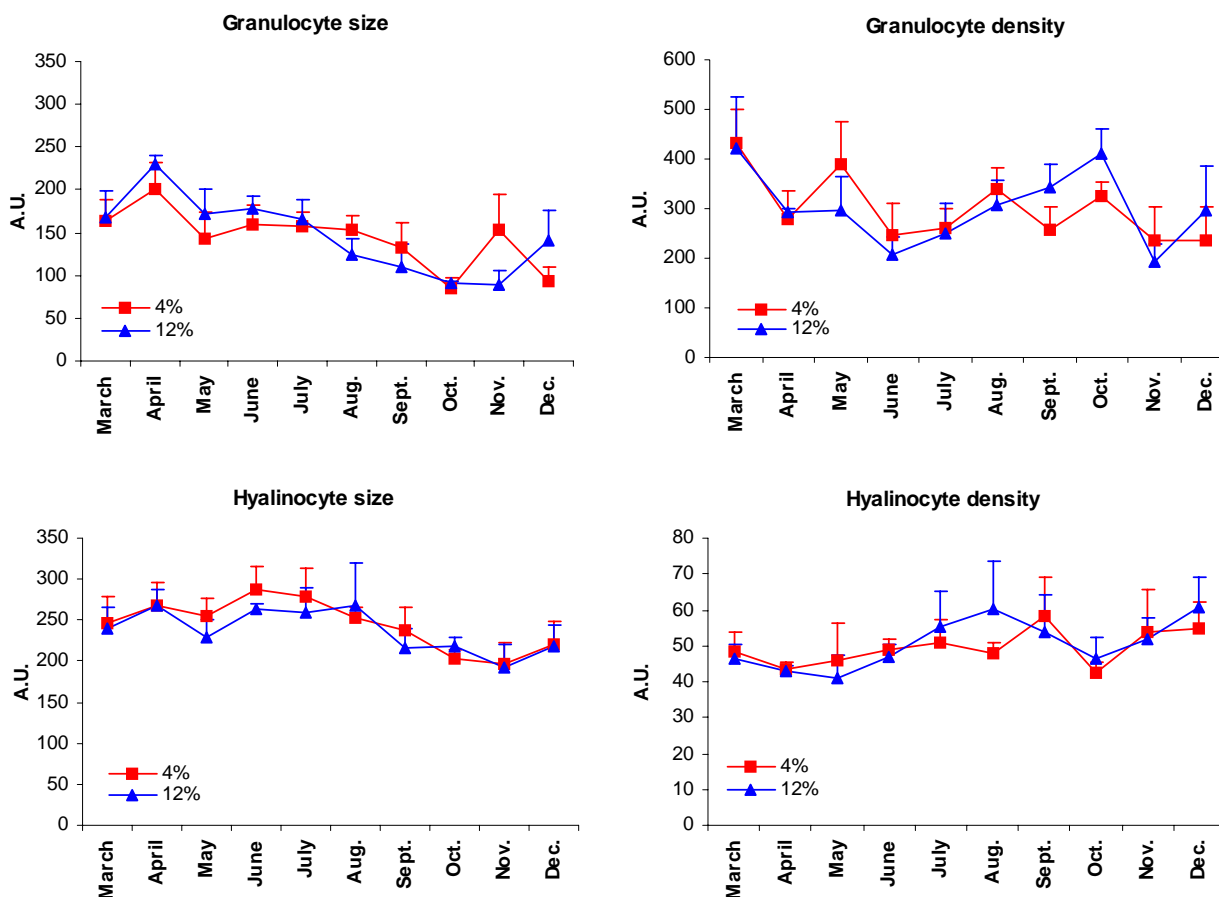 Granulocyte size
350
300
250
200
150
100
50
0
A.U.
4%
12%
March
April
May
June
July
Aug.
Sept.
Oct.
Nov.
Dec.
Granulocyte density
600
500
400
300
200
100
0
A.U.
4%
12%
March
April
May
June
July
Aug.
Sept.
Oct.
Nov.
Dec.
Hyalinocyte size
350
300
250
200
150
100
50
0
A.U.
4%
12%
March
April
May
June
July
Aug.
Sept.
Oct.
Nov.
Dec.
Hyalinocyte density
80
70
60
50
40
30
20
10
0
A.U.
4%
12%
March
April
May
June
July
Aug.
Sept.
Oct.
Nov.
Dec.